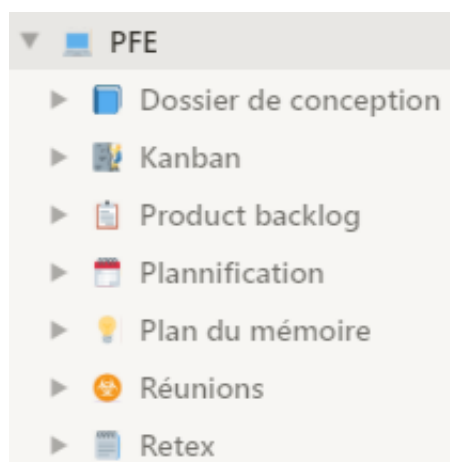 PFE
Dossier de conception
Kanban
Product backlog
Plannification
Plan du mémoire
Réunions
Retex